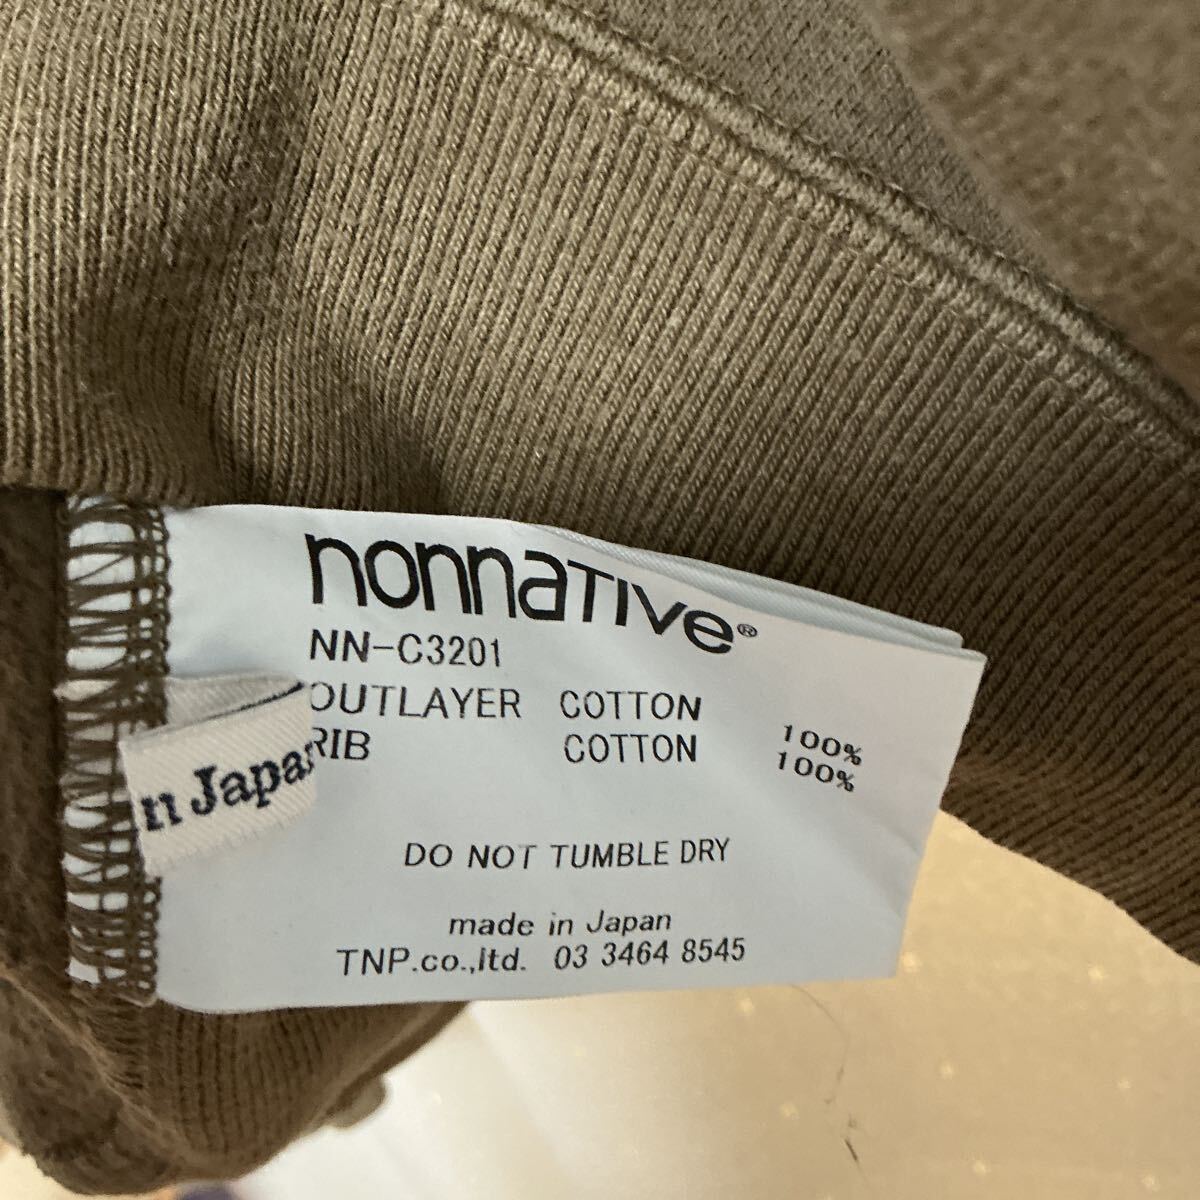 nonnative®
NN-C3201
OUTLAYER COTTON 100%
RIB COTTON 100%
n Japan
DO NOT TUMBLE DRY
made in Japan
TNP.co.,ltd. 03 3464 8545